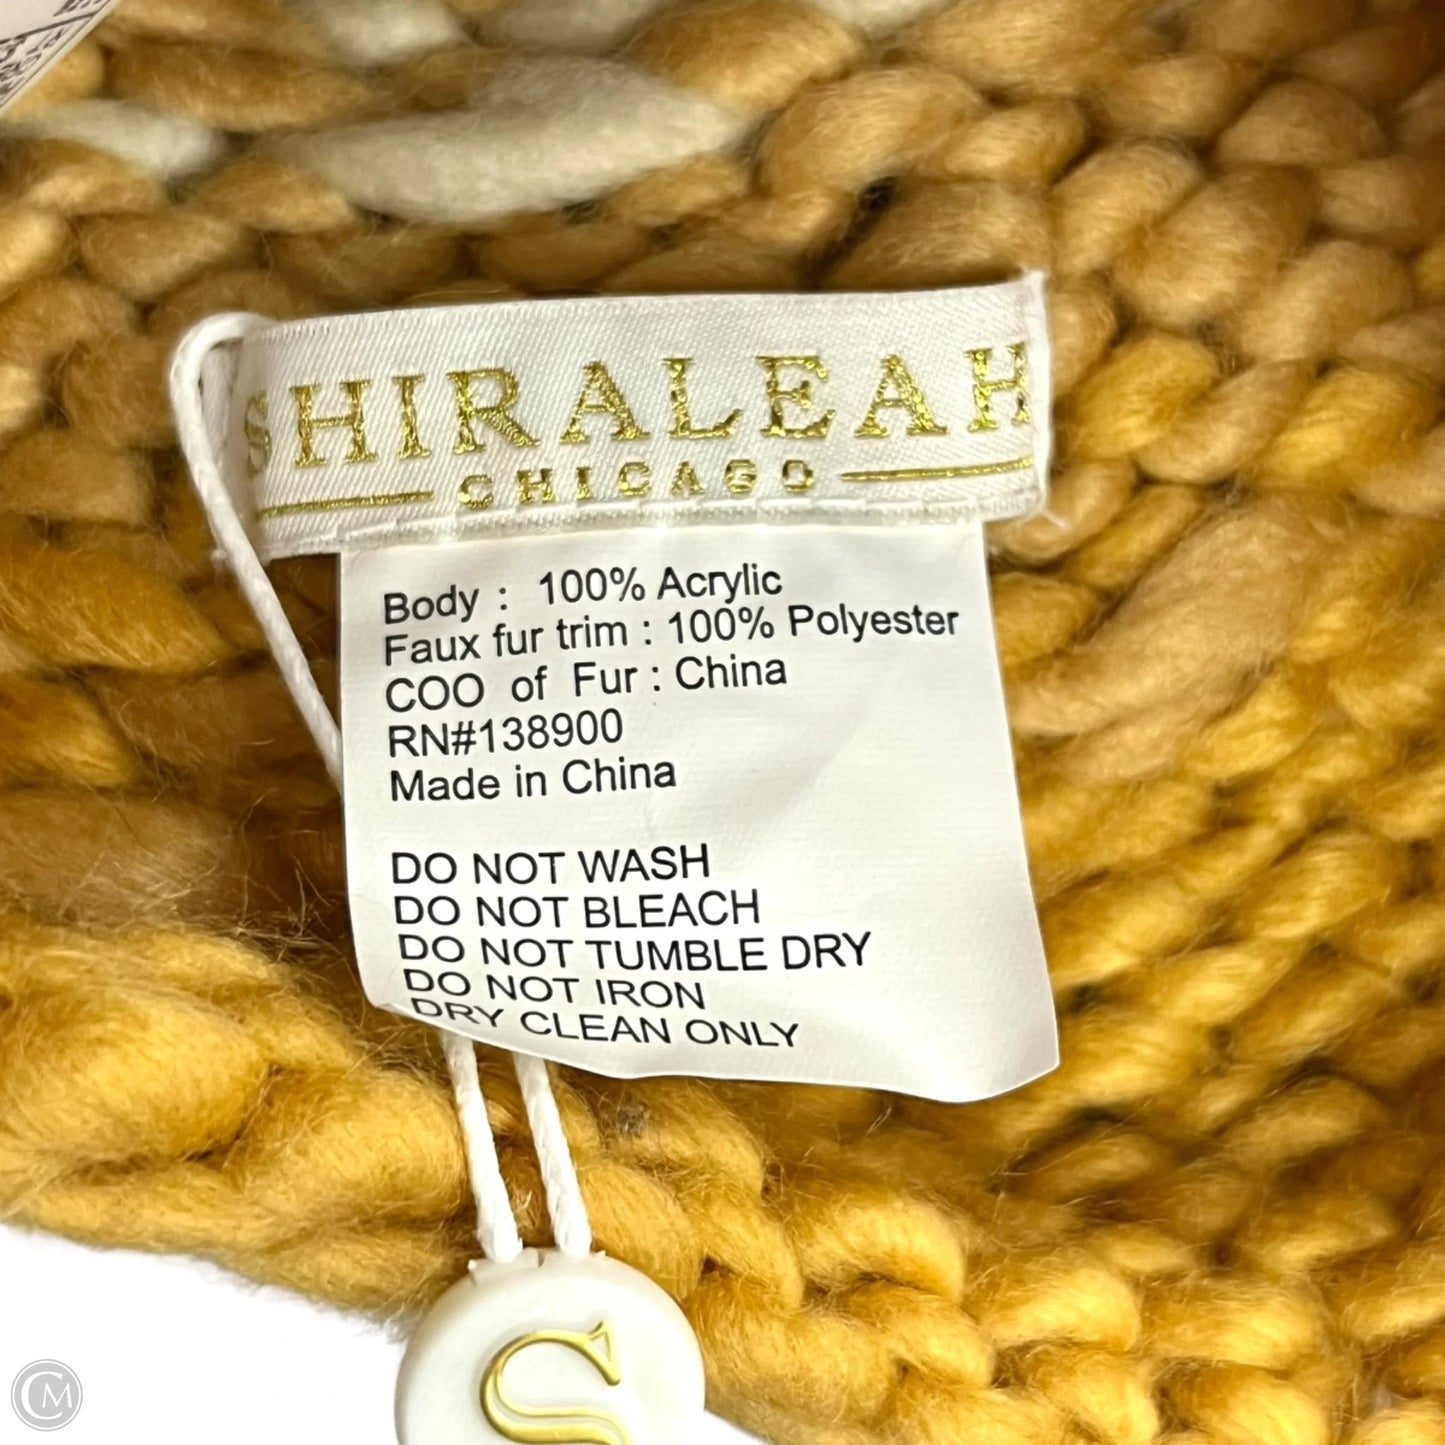 SHIRALEAH
CHICAGO
Body : 100% Acrylic
Faux fur trim : 100% Polyester
COO of Fur : China
RN#138900
Made in China
DO NOT WASH
DO NOT BLEACH
DO NOT TUMBLE DRY
DO NOT IRON
DRY CLEAN ONLY
S
CM